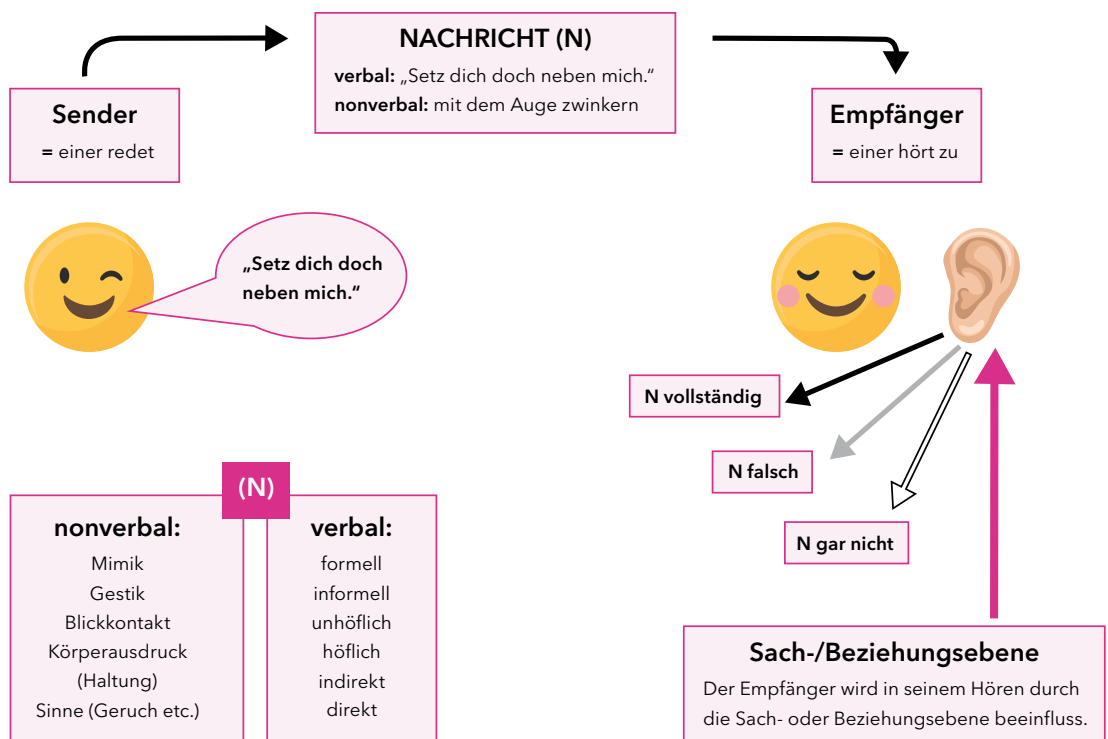 NACHRICHT (N)
verbal: „Setz dich doch neben mich.“
nonverbal: mit dem Auge zwinkern
Sender
= einer redet
Empfänger
= einer hört zu
„Setz dich doch
neben mich.“
N vollständig
N falsch
N gar nicht
(N)
nonverbal:
Mimik
Gestik
Blickkontakt
Körperausdruck
(Haltung)
Sinne (Geruch etc.)
verbal:
formell
informell
unhöflich
höflich
indirekt
direkt
Sach-/Beziehungsebene
Der Empfänger wird in seinem Hören durch
die Sach- oder Beziehungsebene beeinfluss.